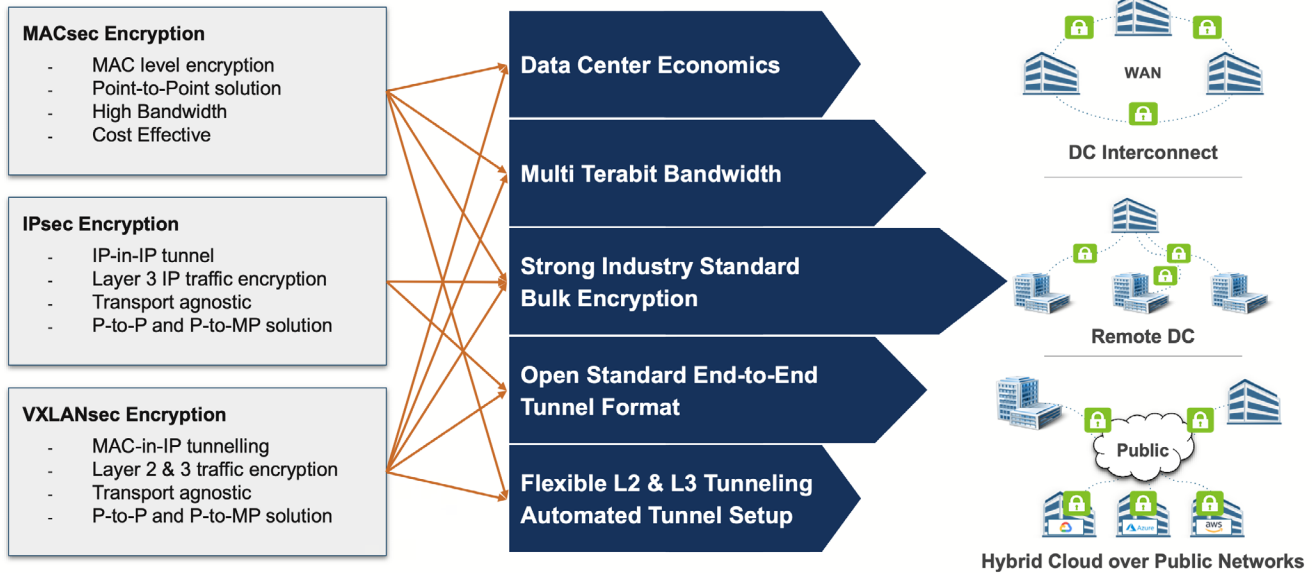 MACsec Encryption
- MAC level encryption
- Point-to-Point solution
- High Bandwidth
- Cost Effective
IPsec Encryption
- IP-in-IP tunnel
- Layer 3 IP traffic encryption
- Transport agnostic
- P-to-P and P-to-MP solution
VXLANsec Encryption
- MAC-in-IP tunnelling
- Layer 2 & 3 traffic encryption
- Transport agnostic
- P-to-P and P-to-MP solution
Data Center Economics
Multi Terabit Bandwidth
Strong Industry Standard
Bulk Encryption
Open Standard End-to-End
Tunnel Format
Flexible L2 & L3 Tunneling
Automated Tunnel Setup
WAN
DC Interconnect
Remote DC
Public
Azure
aws
Hybrid Cloud over Public Networks